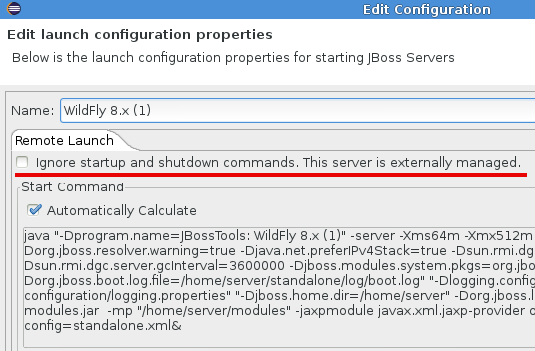 Edit Configuration
Edit launch configuration properties
Below is the launch configuration properties for starting JBoss Servers
Name: WildFly 8.x (1)
Remote Launch
Ignore startup and shutdown commands. This server is externally managed.
Start Command
Automatically Calculate
java "-Dprogram.name=JBossTools: WildFly 8.x (1)" -server -Xms64m -Xmx512m
Dorg.jboss.resolver.warning=true -Djava.net.preferIPv4Stack=true -Dsun.rmi.dg
Dsun.rmi.dgc.server.gcInterval=3600000 -Djboss.modules.system.pkgs=org.jbo
Dorg.jboss.boot.log.file=/home/server/standalone/log/boot.log" "-Dlogging.confi
configuration/logging.properties" "-Djboss.home.dir=/home/server" -Dorg.jboss.l
modules.jar -mp "/home/server/modules" -jaxpmodule javax.xml.jaxp-provider o
config=standalone.xml&